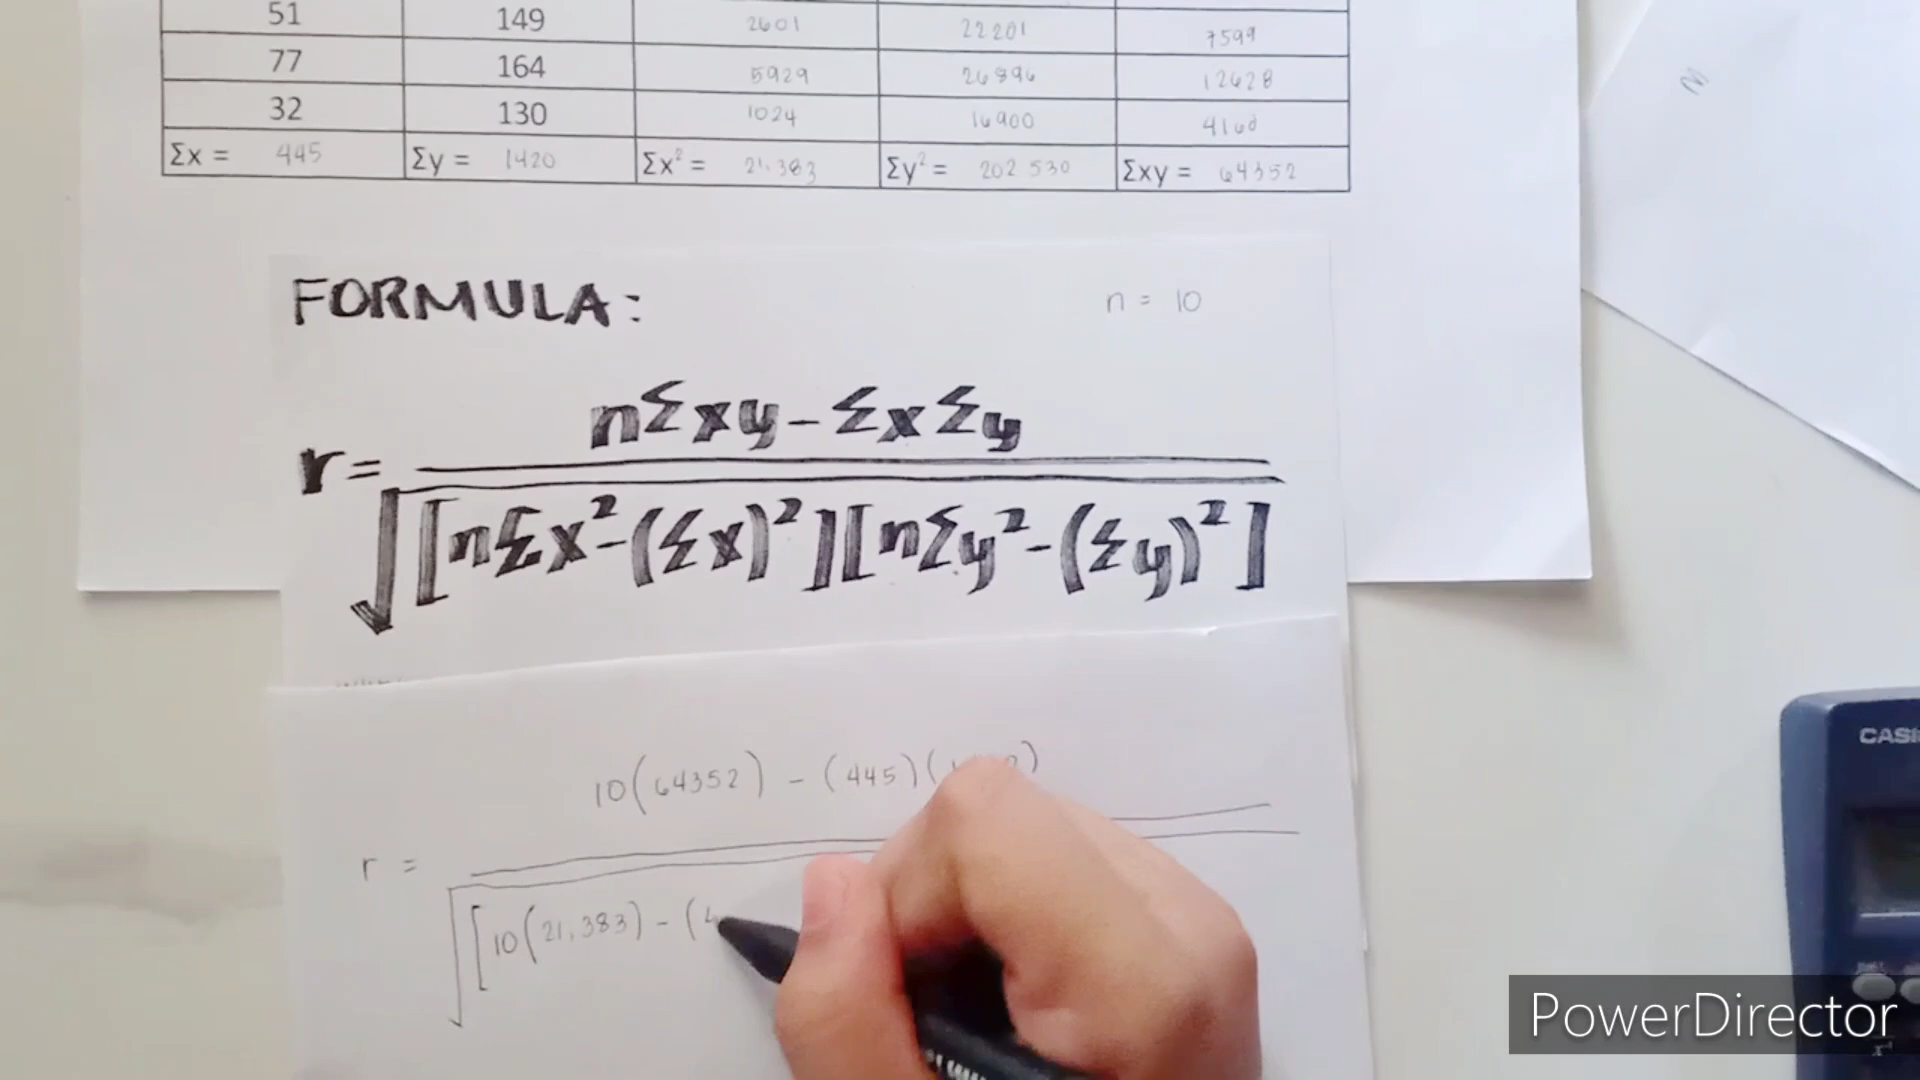 51 149 2601 22201 7599
77 164 5929 26896 12628
32 130 1024 16900 4160
Σx = 445 Σy = 1420 Σx² = 21,383 Σy² = 202 530 Σxy = 64352
FORMULA:
n = 10
nΣxy-ΣxΣy
r=
√[nΣx²-(Σx)²][nΣy²-(Σy)²]
10(64352) - (445)(
r =
√[10(21,383) - (4
CASI
PowerDirector